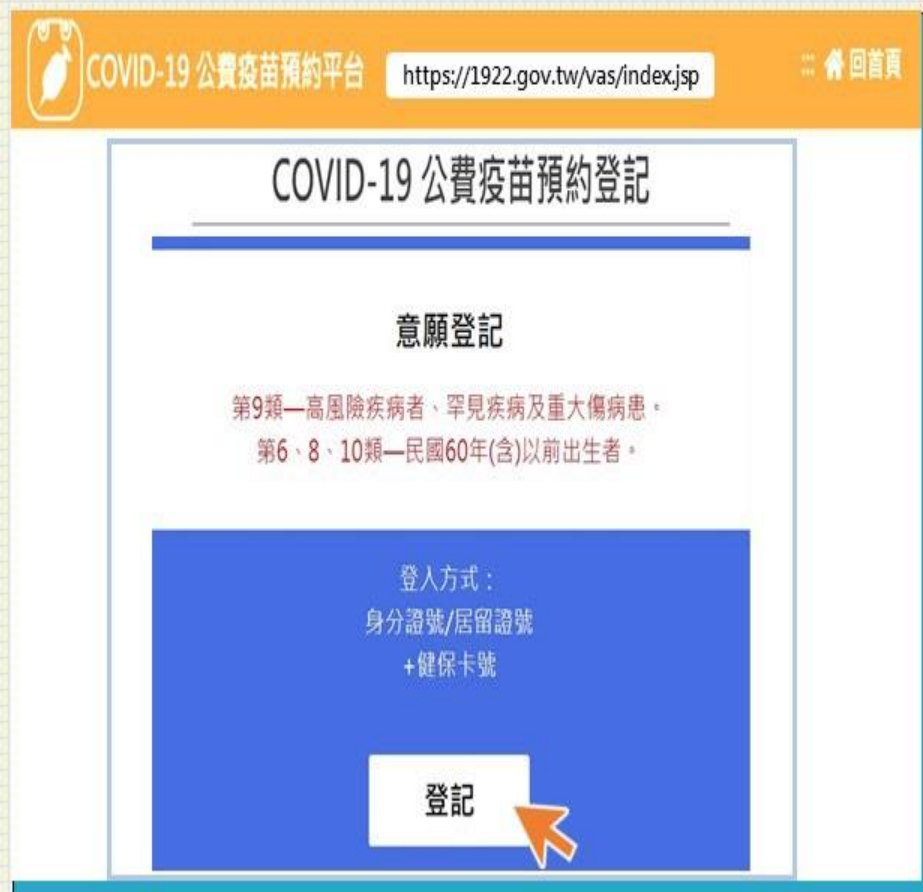 COVID-19 公費疫苗預約平台 https://1922.gov.tw/vas/index.jsp ::: 回首頁
COVID-19 公費疫苗預約登記
意願登記
第9類—高風險疾病者、罕見疾病及重大傷病患。
第6、8、10類—民國60年(含)以前出生者。
登入方式：
身分證號/居留證號
+健保卡號
登記